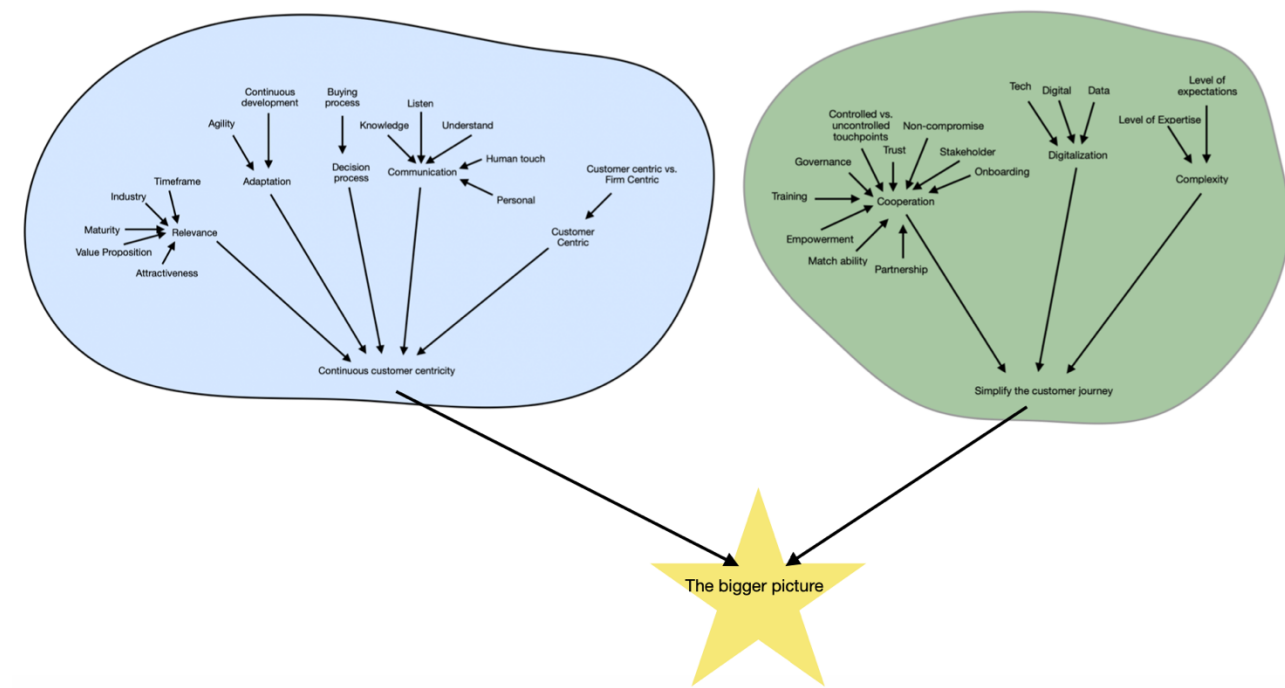 Continuous
development
Agility
Adaptation
Buying
process
Decision
process
Listen
Knowledge
Understand
Human touch
Communication
Personal
Customer centric vs.
Firm Centric
Customer
Centric
Timeframe
Industry
Maturity
Relevance
Value Proposition
Attractiveness
Continuous customer centricity
Controlled vs.
uncontrolled
touchpoints
Non-compromise
Trust
Stakeholder
Governance
Onboarding
Training
Cooperation
Empowerment
Match ability
Partnership
Tech
Digital
Data
Digitalization
Level of
expectations
Level of Expertise
Complexity
Simplify the customer journey
The bigger picture